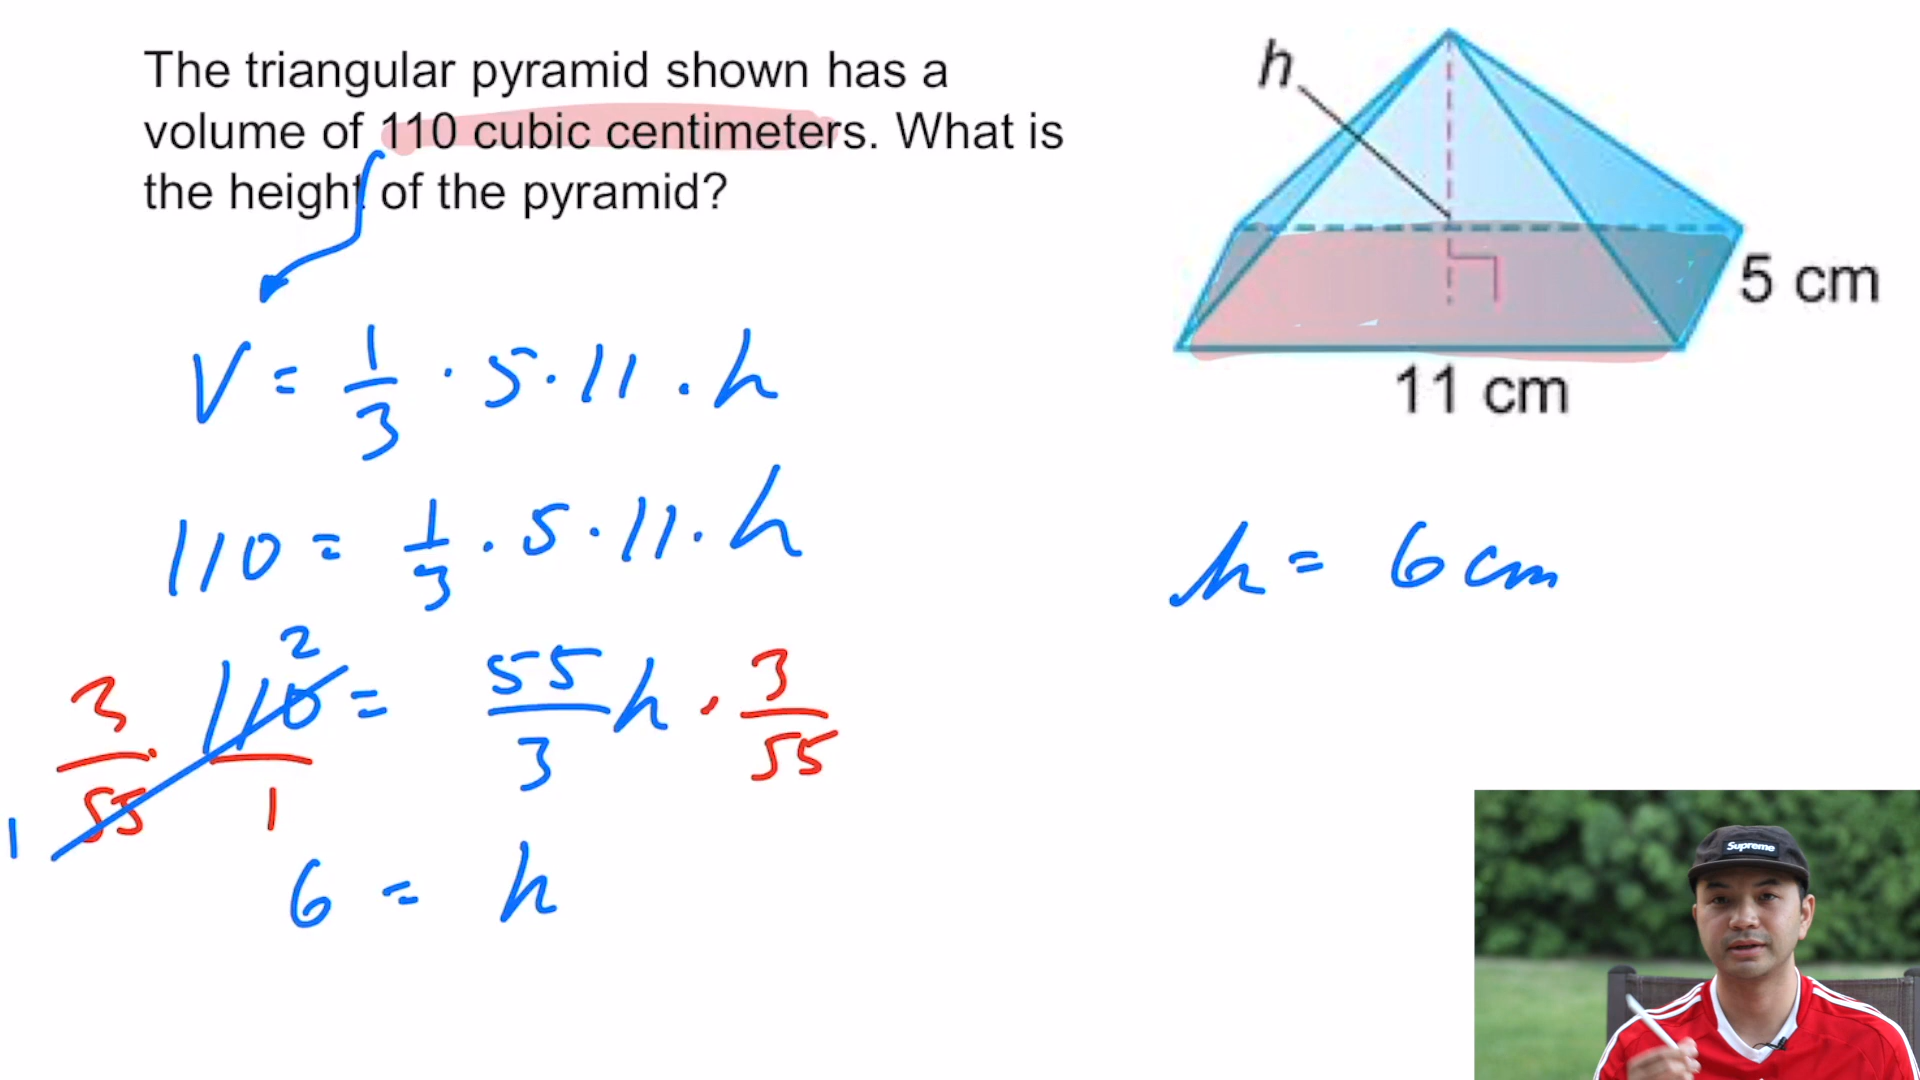 The triangular pyramid shown has a
volume of 110 cubic centimeters. What is
the height of the pyramid?
h
5 cm
11 cm
V = 1/3 · 5 · 11 · h
110 = 1/3 · 5 · 11 · h
h = 6 cm
2
3/55 · 110/1 = 55/3 h · 3/55
1
6 = h
Supreme